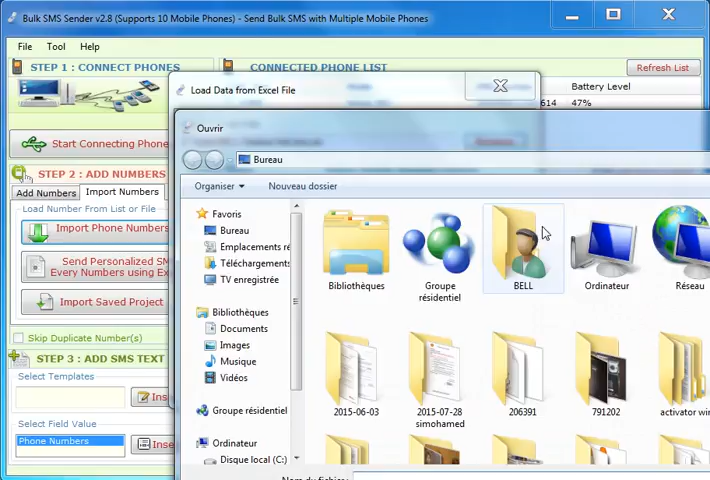 Bulk SMS Sender v2.8 (Supports 10 Mobile Phones) - Send Bulk SMS with Multiple Mobile Phones
File Tool Help
STEP 1 : CONNECT PHONES
CONNECTED PHONE LIST
Refresh List
Load Data from Excel File
Battery Level
614 47%
Start Connecting Phone
Ouvrir
Bureau
STEP 2 : ADD NUMBERS
Add Numbers Import Numbers
Organiser Nouveau dossier
Load Number From List or File
Import Phone Numbers
Send Personalized SM
Every Numbers using Ex
Import Saved Project
Skip Duplicate Number(s)
STEP 3 : ADD SMS TEXT
Select Templates
Ins
Select Field Value
Phone Numbers
Inse
Favoris
Bureau
Emplacements ré
Téléchargements
TV enregistrée
Bibliothèques
Documents
Images
Musique
Vidéos
Groupe résidentiel
Ordinateur
Disque local (C:)
Bibliothèques
Groupe
résidentiel
BELL
Ordinateur
Réseau
2015-06-03
2015-07-28
simohamed
206391
791202
activator win